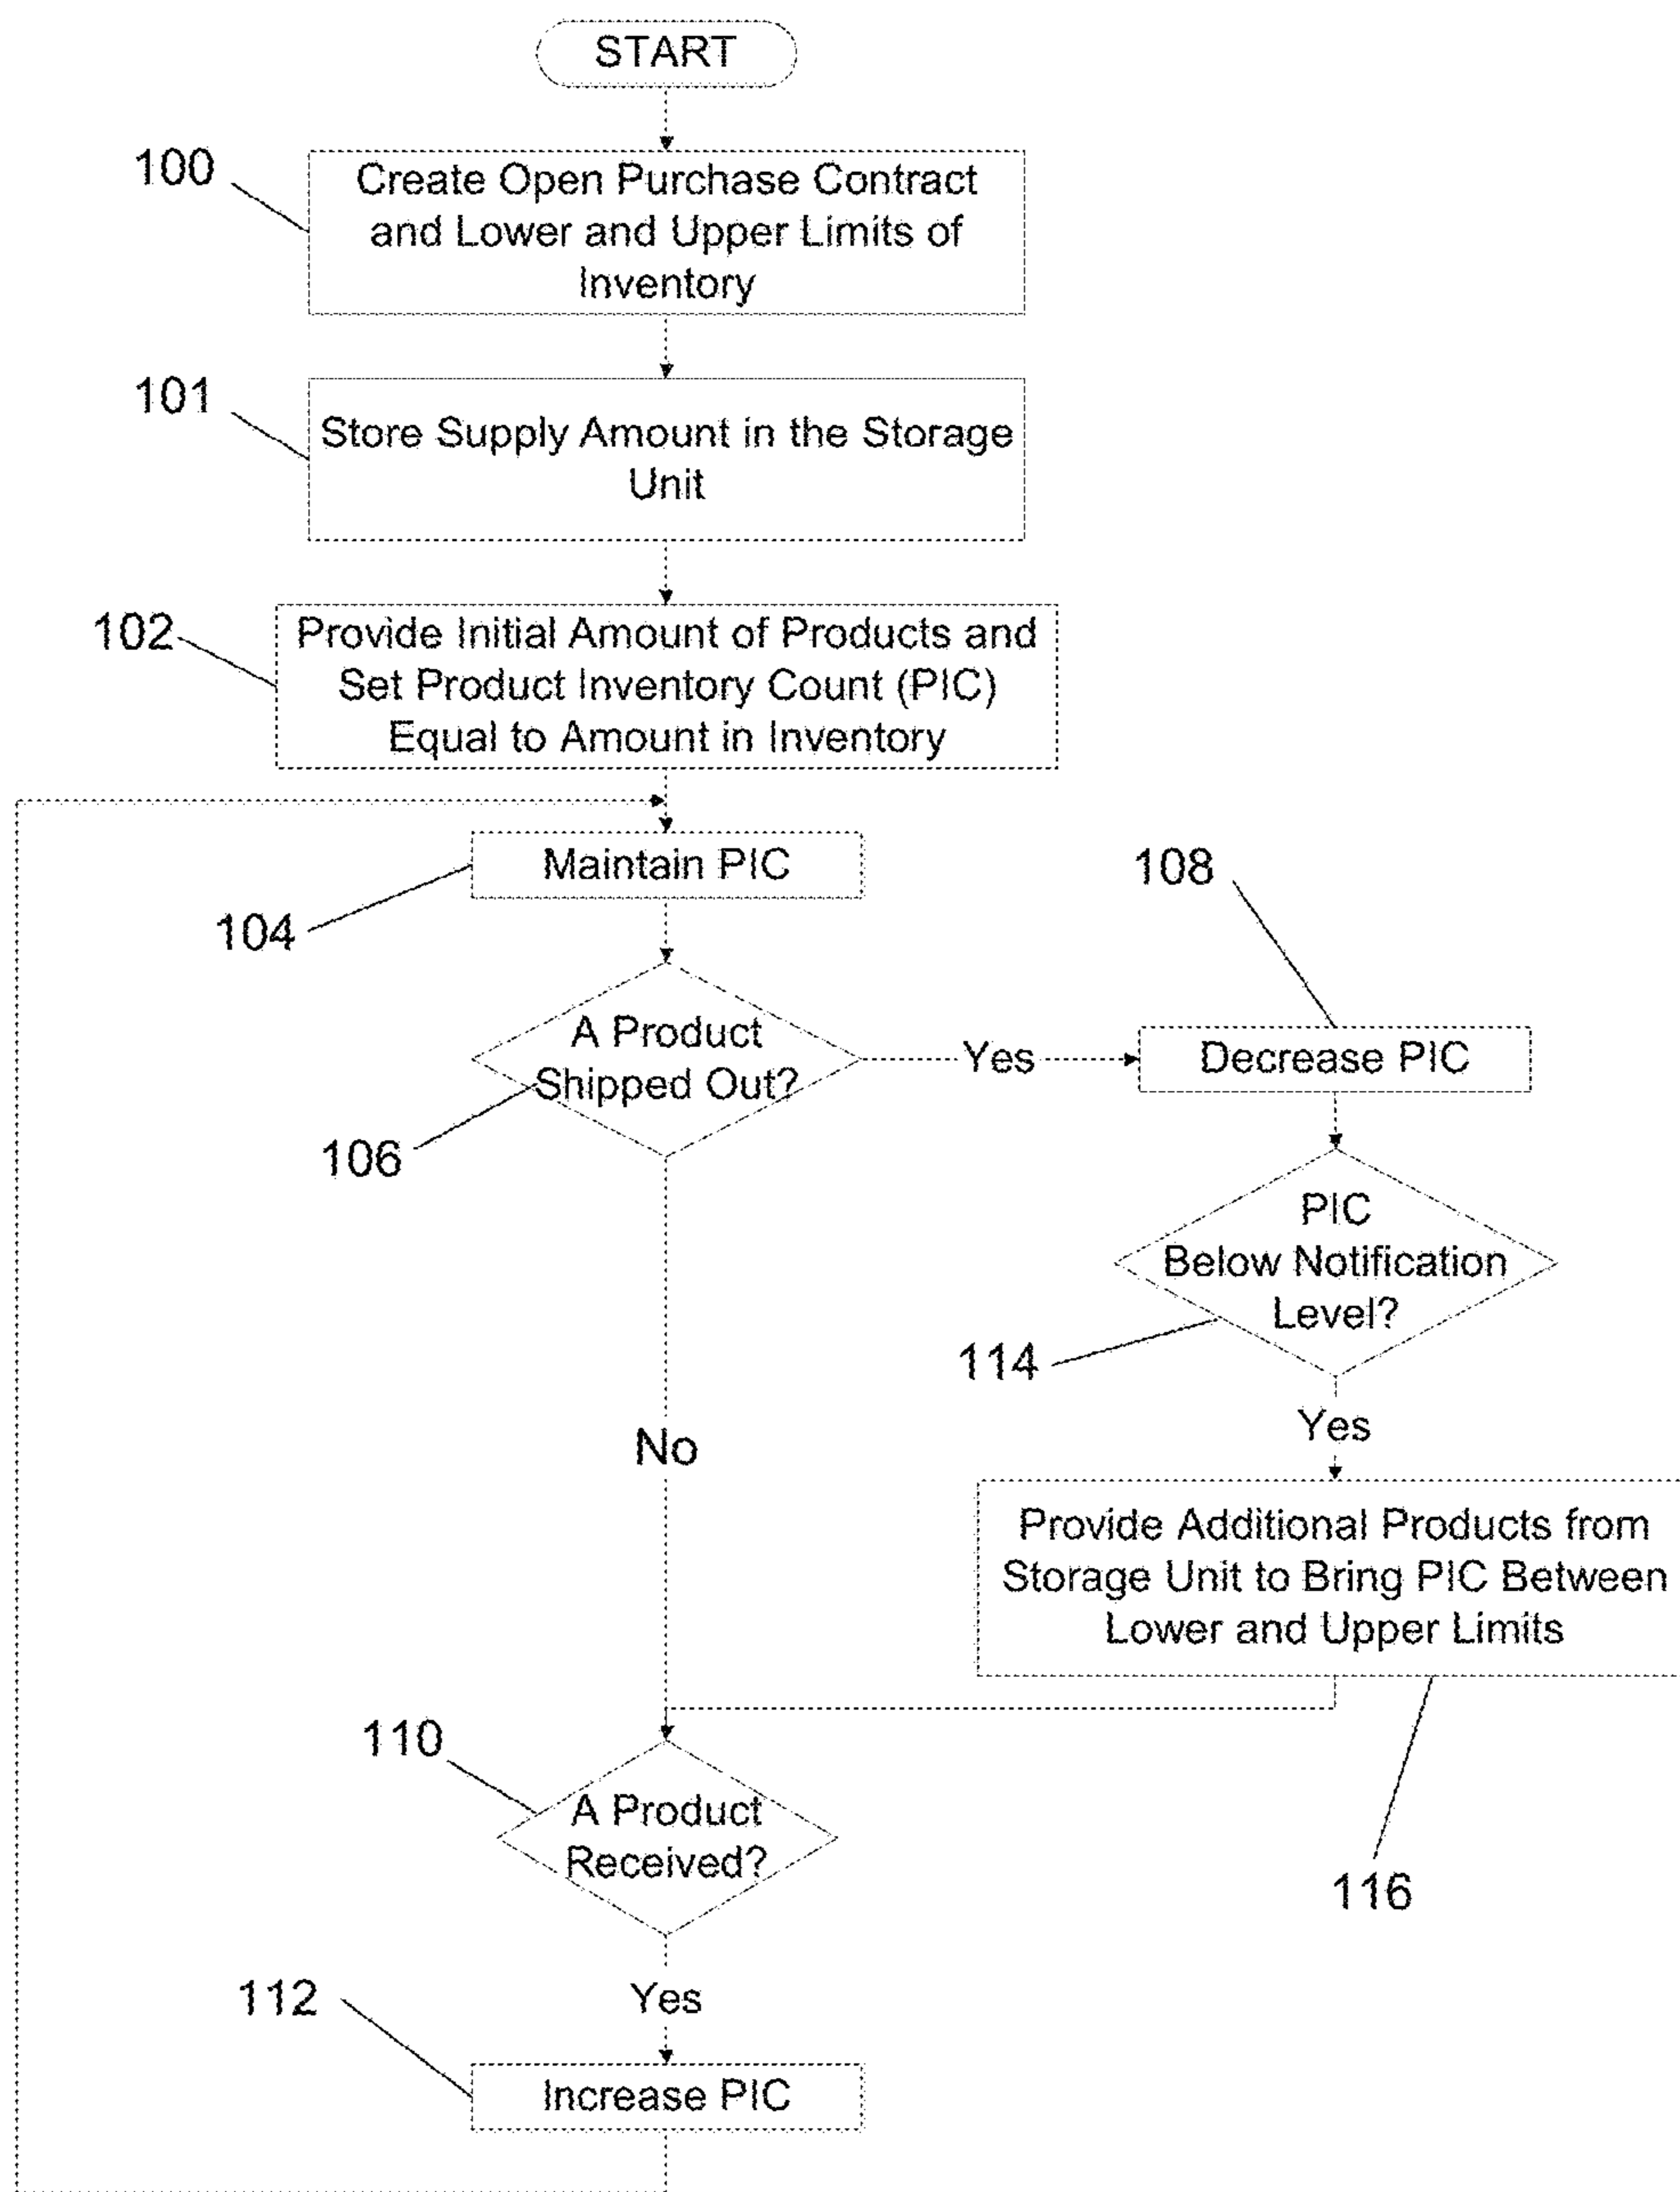 START
100
Create Open Purchase Contract
and Lower and Upper Limits of
Inventory
101
Store Supply Amount in the Storage
Unit
102
Provide Initial Amount of Products and
Set Product Inventory Count (PIC)
Equal to Amount in Inventory
Maintain PIC
104
108
A Product
Shipped Out?
Yes
Decrease PIC
106
PIC
Below Notification
Level?
114
Yes
No
Provide Additional Products from
Storage Unit to Bring PIC Between
Lower and Upper Limits
110
A Product
Received?
116
112
Yes
Increase PIC